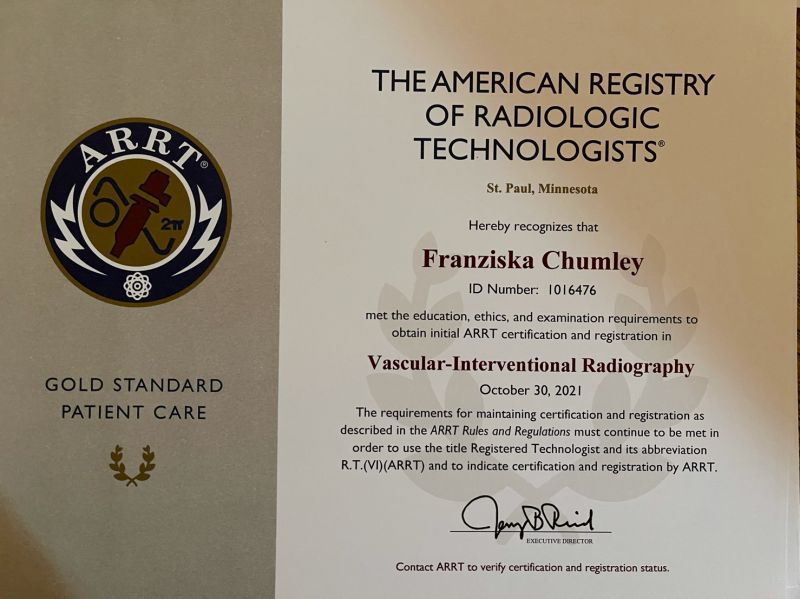 ARRT®
2π
GOLD STANDARD
PATIENT CARE
THE AMERICAN REGISTRY
OF RADIOLOGIC
TECHNOLOGISTS®
St. Paul, Minnesota
Hereby recognizes that
Franziska Chumley
ID Number: 1016476
met the education, ethics, and examination requirements to
obtain initial ARRT certification and registration in
Vascular-Interventional Radiography
October 30, 2021
The requirements for maintaining certification and registration as
described in the ARRT Rules and Regulations must continue to be met in
order to use the title Registered Technologist and its abbreviation
R.T.(VI)(ARRT) and to indicate certification and registration by ARRT.
Jerry B Reid
EXECUTIVE DIRECTOR
Contact ARRT to verify certification and registration status.